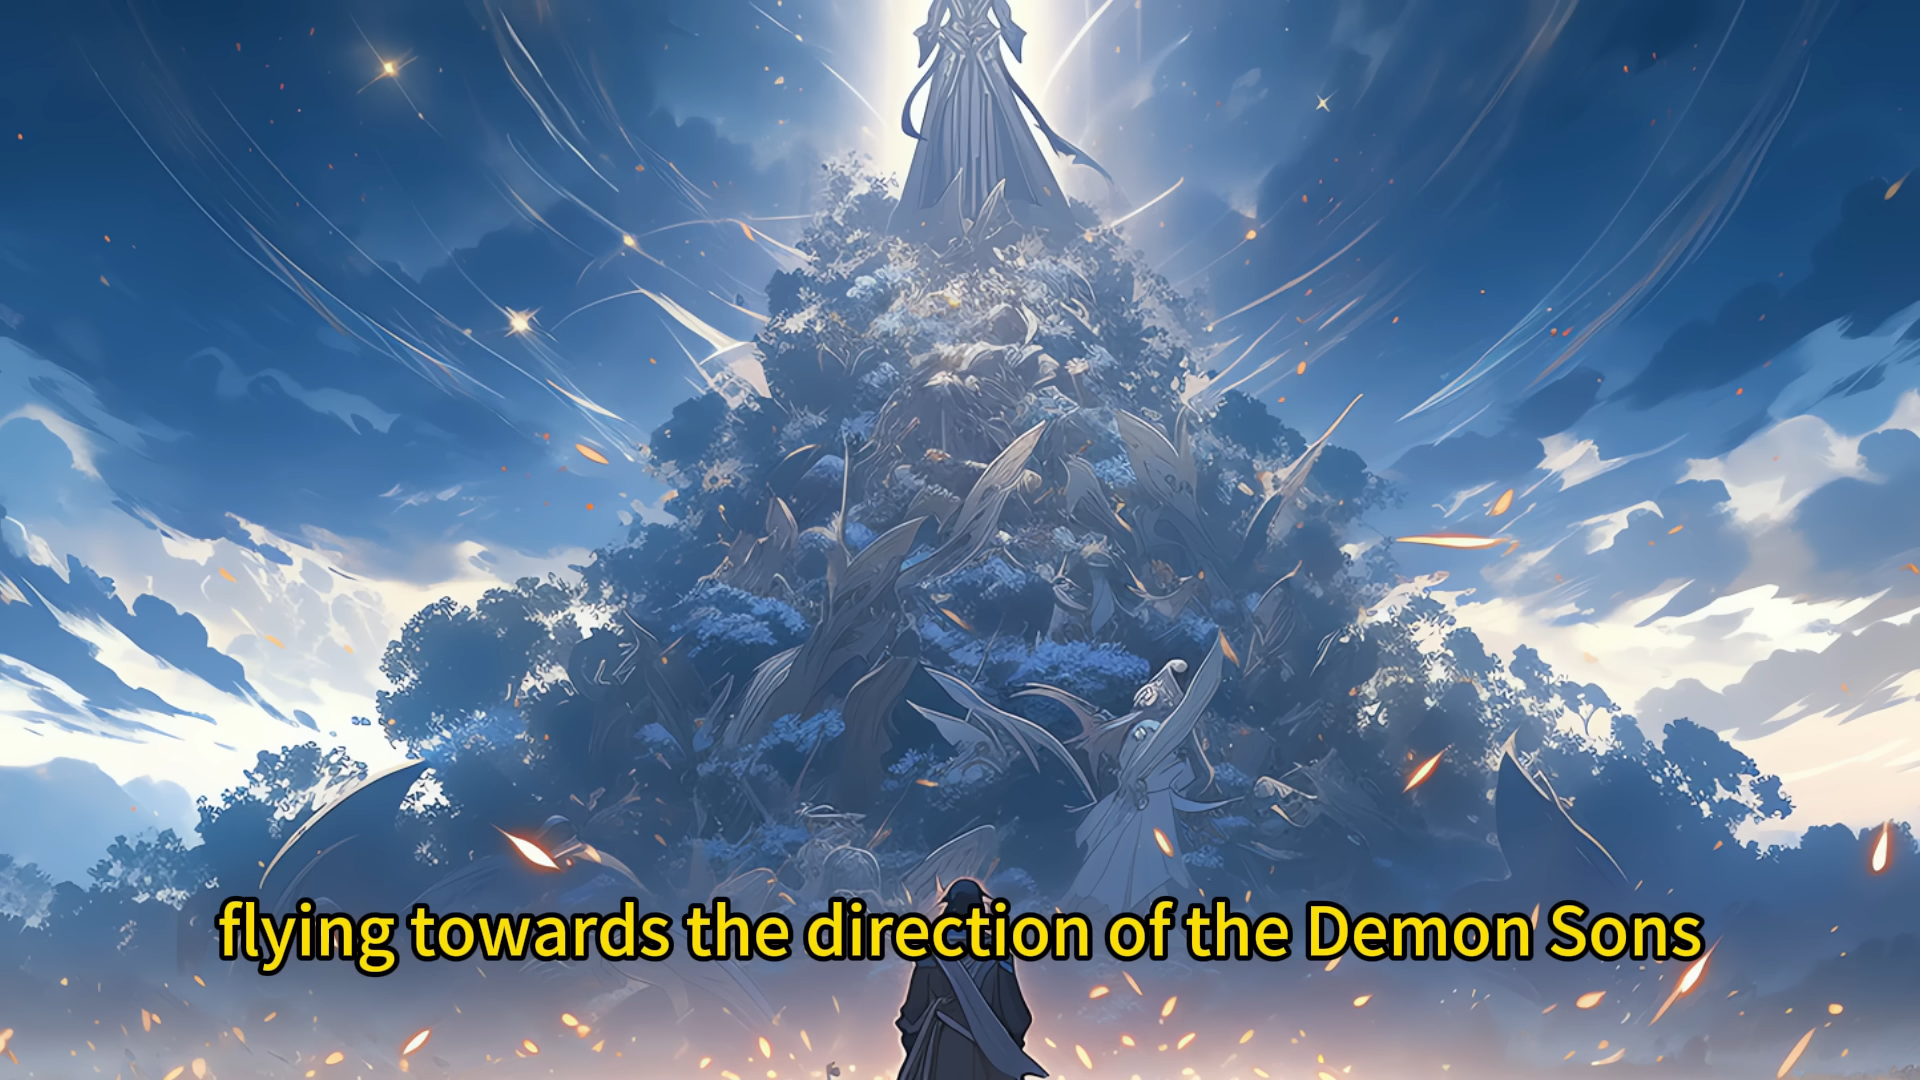 flying towards the direction of the Demon Sons